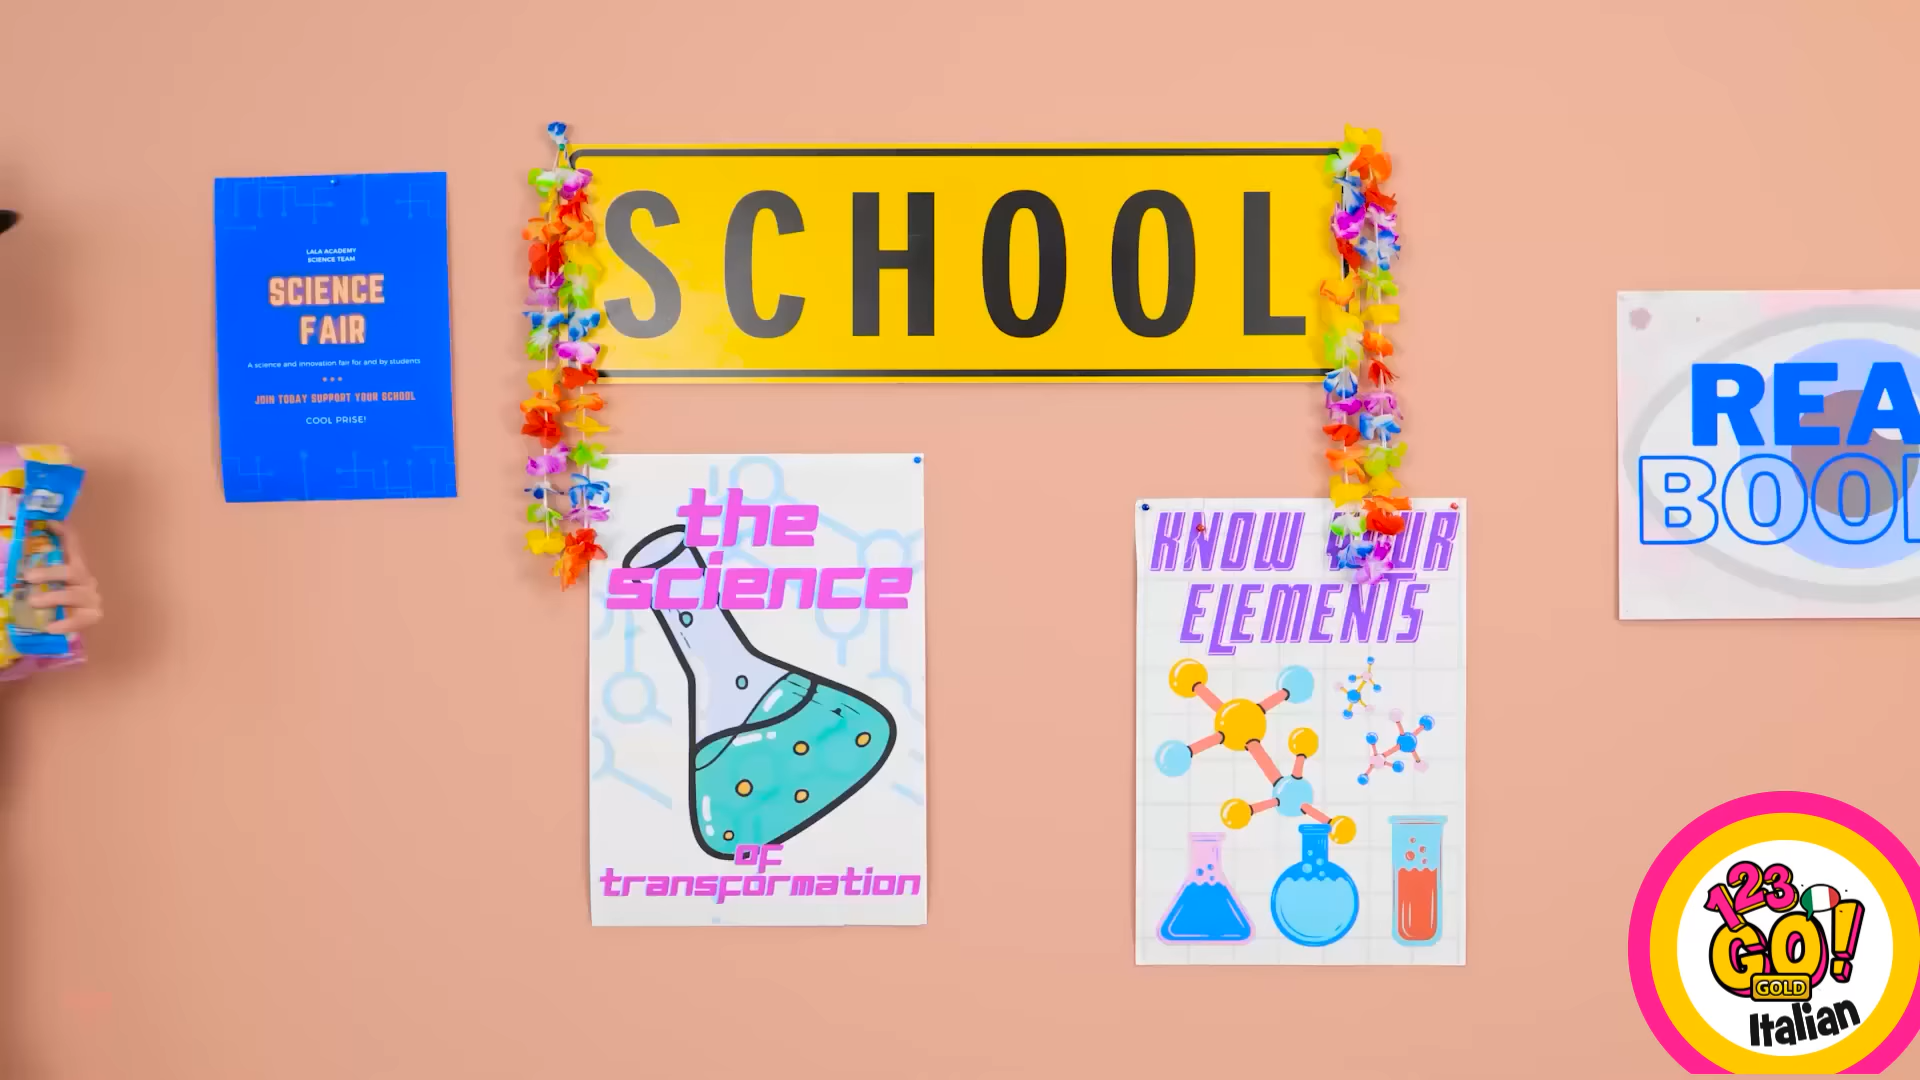 LALA ACADEMY
SCIENCE TEAM
SCIENCE
FAIR
A science and innovation fair for and by students
JOIN TODAY SUPPORT YOUR SCHOOL
COOL PRISE!
SCHOOL
the
science
of
transformation
KNOW YOUR
ELEMENTS
REA
BOO
123
GO!
GOLD
Italian